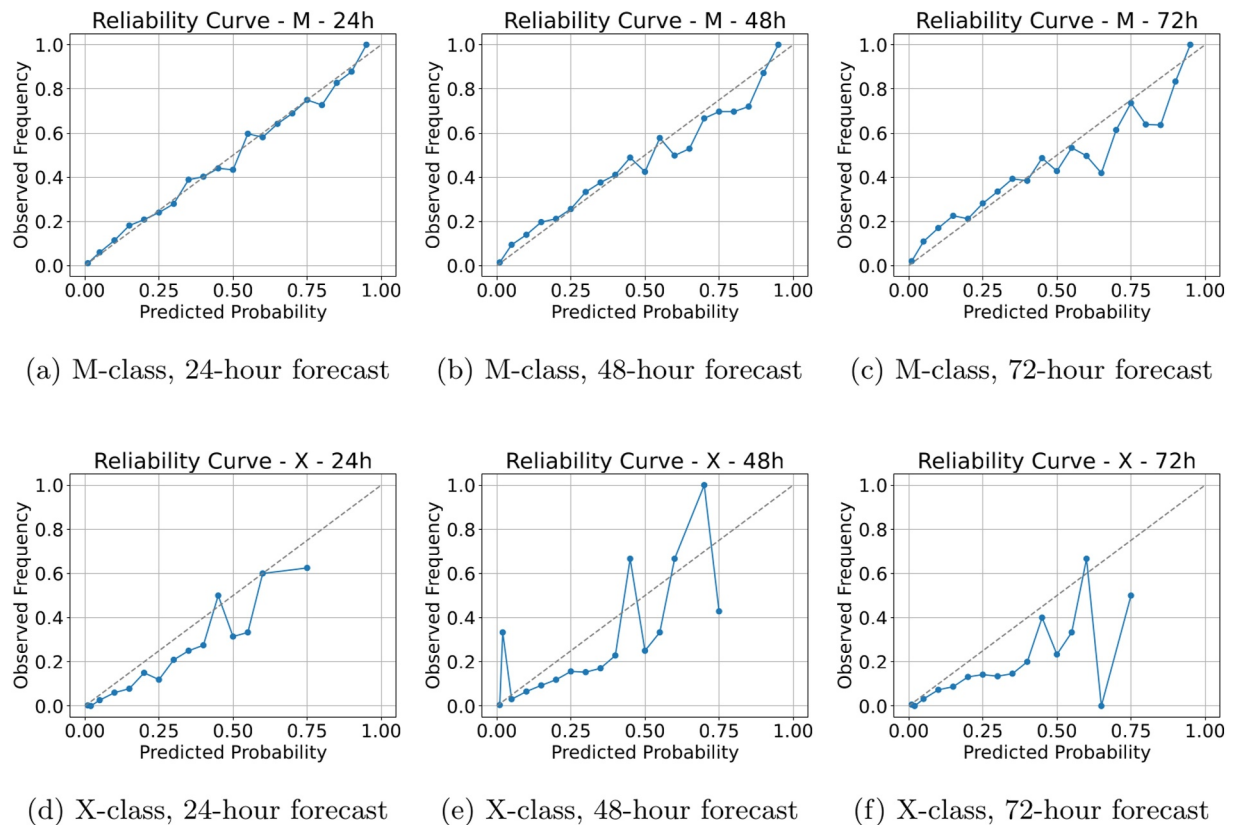 Reliability Curve - M - 24h
Reliability Curve - M - 48h
Reliability Curve - M - 72h
Observed Frequency
1.0
0.8
0.6
0.4
0.2
0.0
0.00 0.25 0.50 0.75 1.00
Predicted Probability
Observed Frequency
1.0
0.8
0.6
0.4
0.2
0.0
0.00 0.25 0.50 0.75 1.00
Predicted Probability
Observed Frequency
1.0
0.8
0.6
0.4
0.2
0.0
0.00 0.25 0.50 0.75 1.00
Predicted Probability
(a) M-class, 24-hour forecast
(b) M-class, 48-hour forecast
(c) M-class, 72-hour forecast
Reliability Curve - X - 24h
Reliability Curve - X - 48h
Reliability Curve - X - 72h
Observed Frequency
1.0
0.8
0.6
0.4
0.2
0.0
0.00 0.25 0.50 0.75 1.00
Predicted Probability
Observed Frequency
1.0
0.8
0.6
0.4
0.2
0.0
0.00 0.25 0.50 0.75 1.00
Predicted Probability
Observed Frequency
1.0
0.8
0.6
0.4
0.2
0.0
0.00 0.25 0.50 0.75 1.00
Predicted Probability
(d) X-class, 24-hour forecast
(e) X-class, 48-hour forecast
(f) X-class, 72-hour forecast